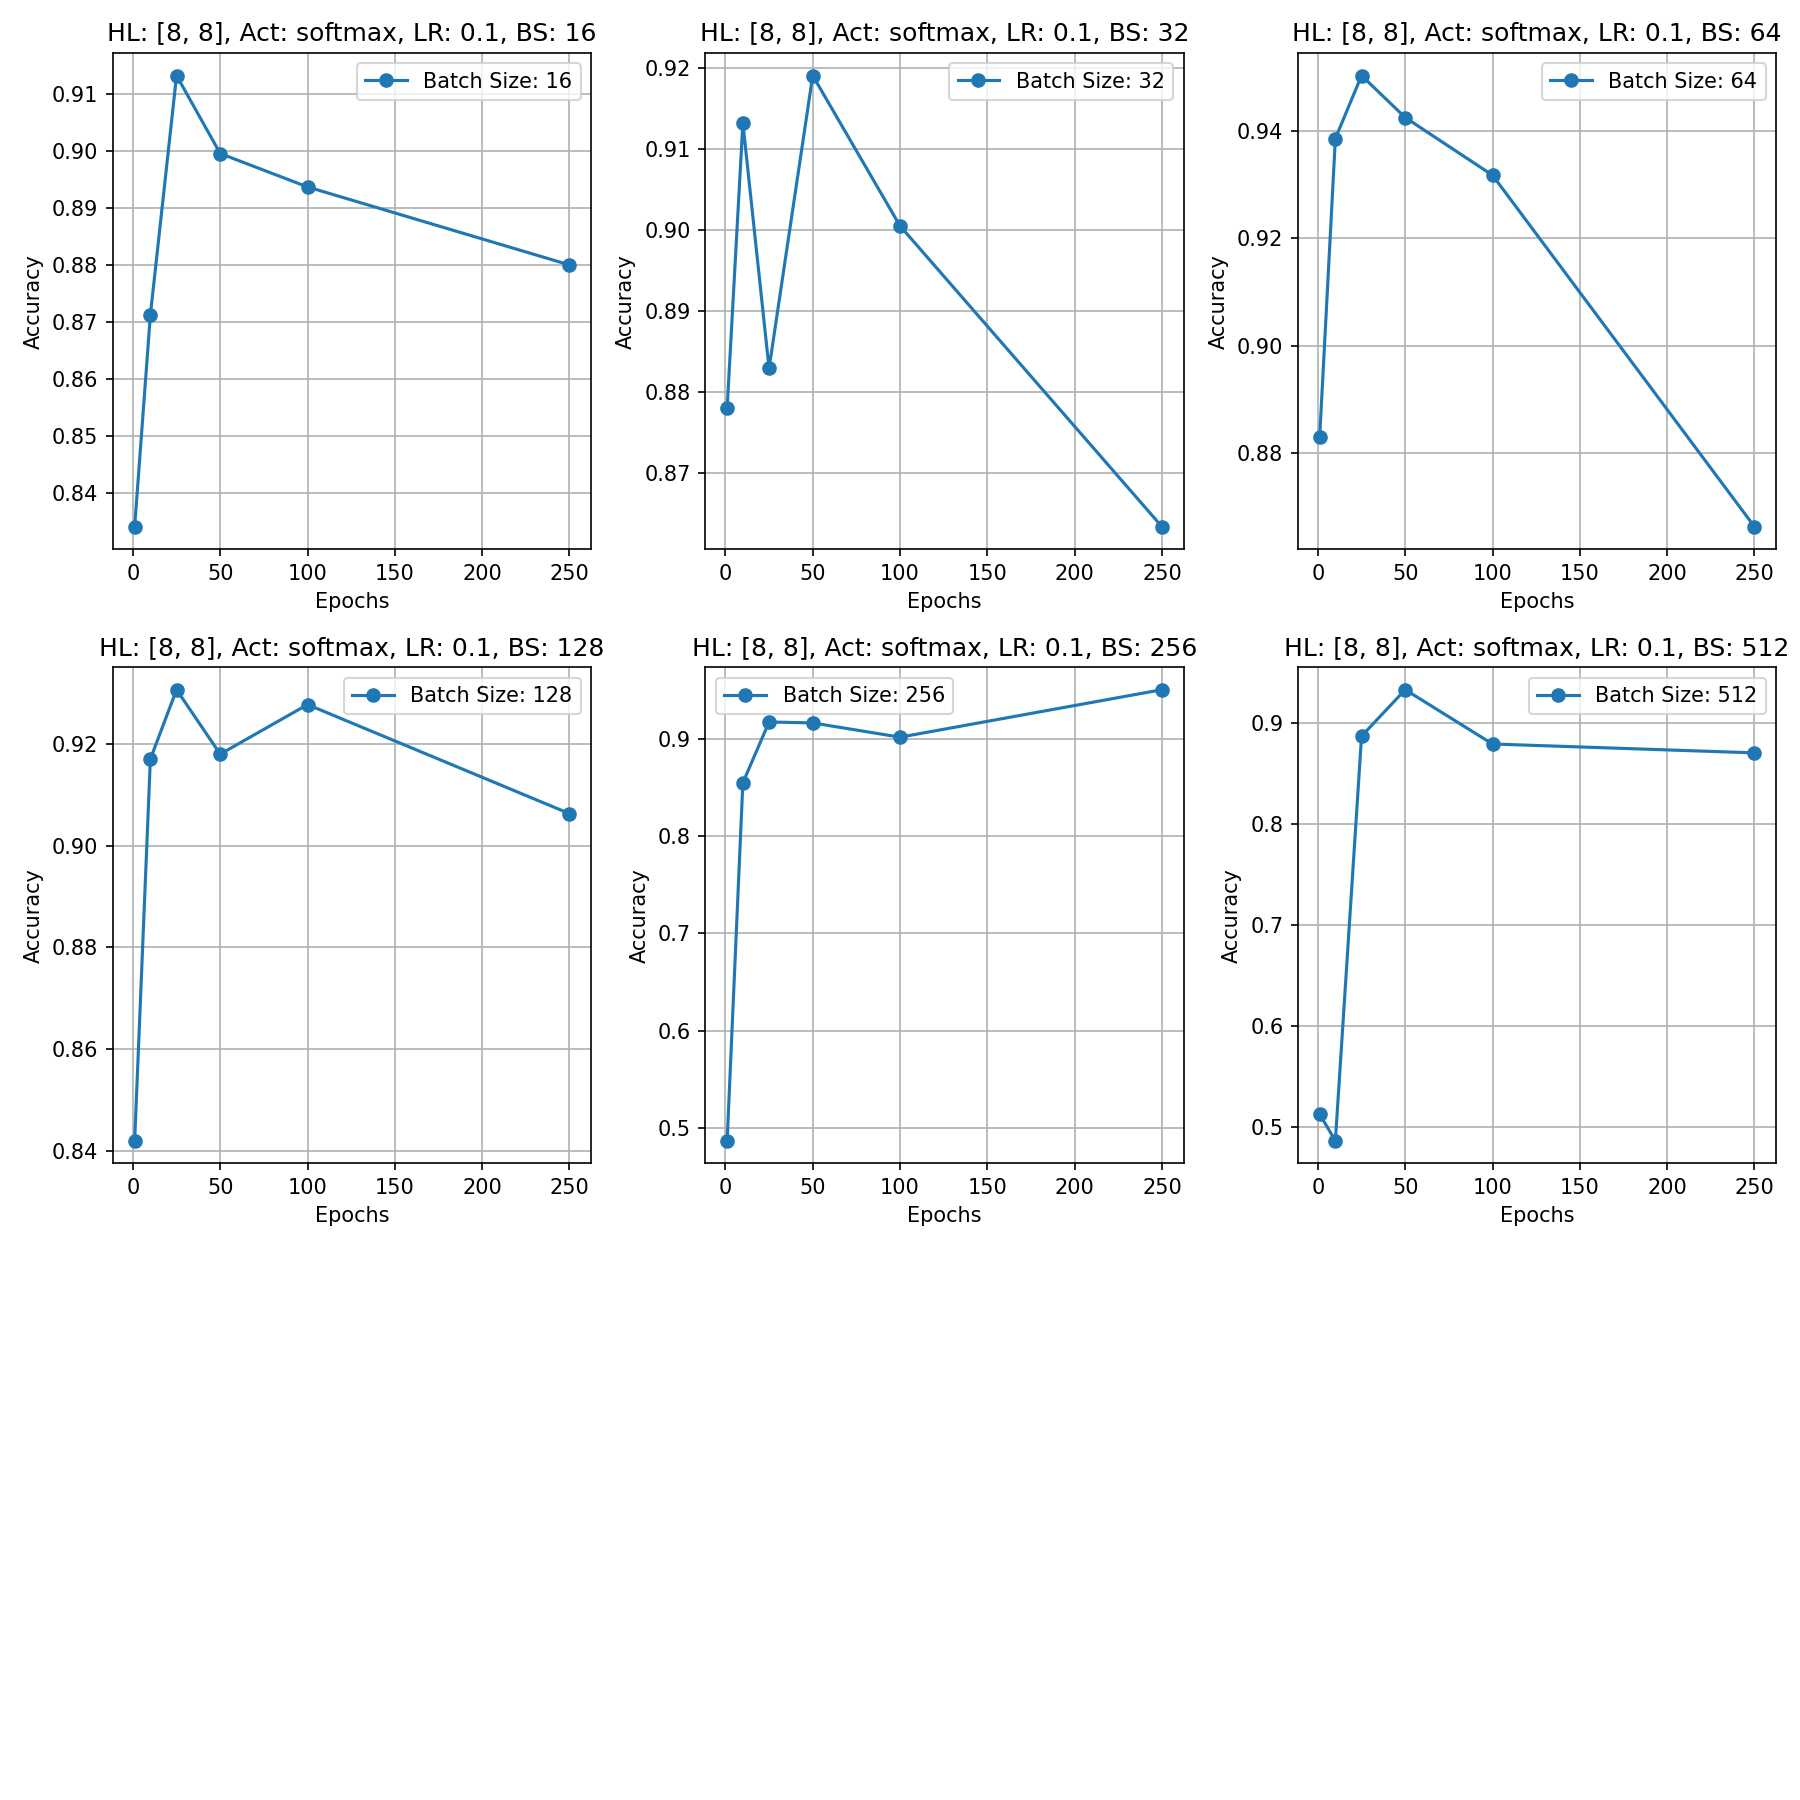 HL: [8, 8], Act: softmax, LR: 0.1, BS: 16
Batch Size: 16
Accuracy
0.91
0.90
0.89
0.88
0.87
0.86
0.85
0.84
0 50 100 150 200 250
Epochs
HL: [8, 8], Act: softmax, LR: 0.1, BS: 32
Batch Size: 32
Accuracy
0.92
0.91
0.90
0.89
0.88
0.87
0 50 100 150 200 250
Epochs
HL: [8, 8], Act: softmax, LR: 0.1, BS: 64
Batch Size: 64
Accuracy
0.94
0.92
0.90
0.88
0 50 100 150 200 250
Epochs
HL: [8, 8], Act: softmax, LR: 0.1, BS: 128
Batch Size: 128
Accuracy
0.92
0.90
0.88
0.86
0.84
0 50 100 150 200 250
Epochs
HL: [8, 8], Act: softmax, LR: 0.1, BS: 256
Batch Size: 256
Accuracy
0.9
0.8
0.7
0.6
0.5
0 50 100 150 200 250
Epochs
HL: [8, 8], Act: softmax, LR: 0.1, BS: 512
Batch Size: 512
Accuracy
0.9
0.8
0.7
0.6
0.5
0 50 100 150 200 250
Epochs